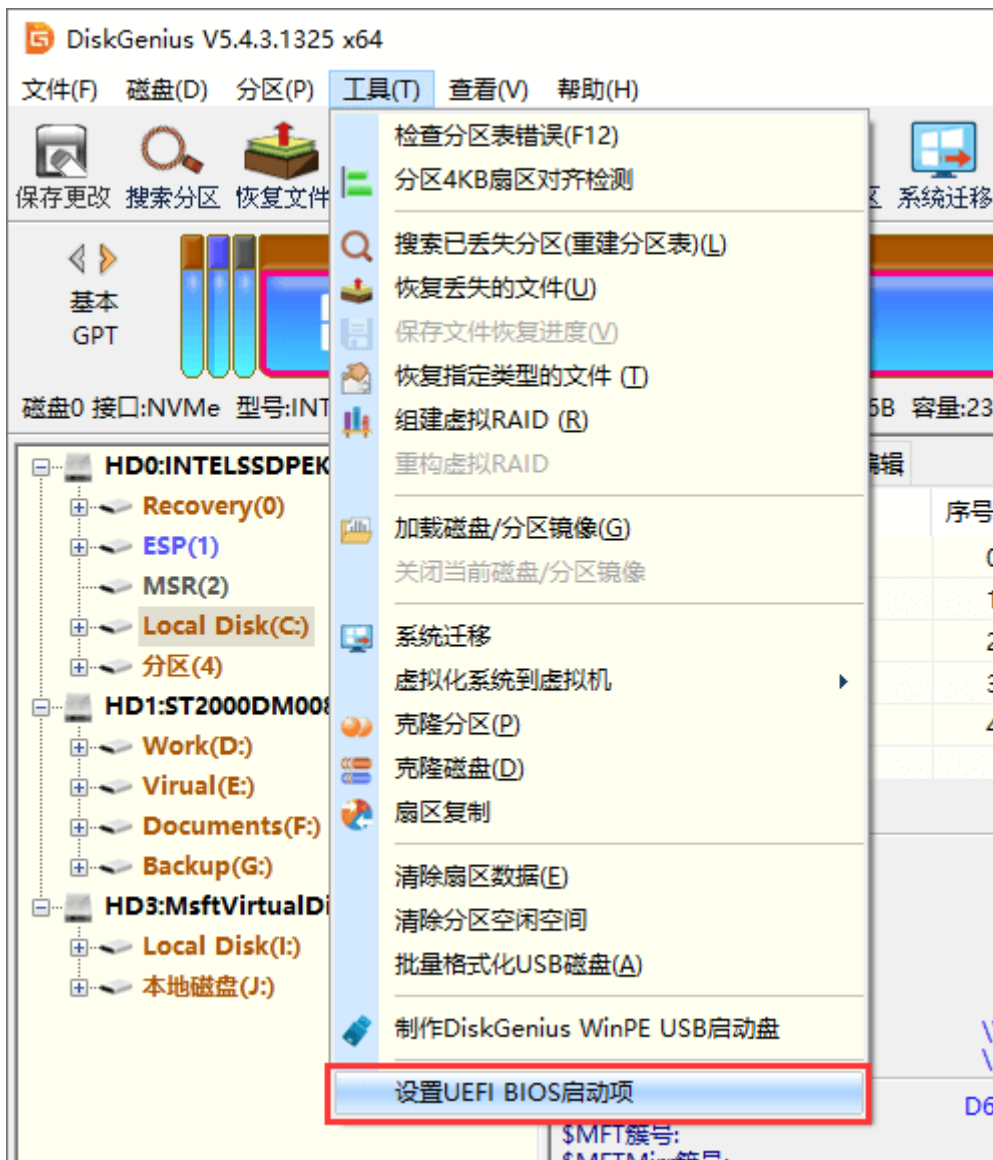 DiskGenius V5.4.3.1325 x64
文件(F) 磁盘(D) 分区(P) 工具(T) 查看(V) 帮助(H)
保存更改 搜索分区 恢复文件 区 系统迁移
基本
GPT
磁盘0 接口:NVMe 型号:INT 容量:23
检查分区表错误(F12)
分区4KB扇区对齐检测
搜索已丢失分区(重建分区表)(L)
恢复丢失的文件(U)
保存文件恢复进度(V)
恢复指定类型的文件 (T)
组建虚拟RAID (R)
重构虚拟RAID
加载磁盘/分区镜像(G)
关闭当前磁盘/分区镜像
系统迁移
虚拟化系统到虚拟机
克隆分区(P)
克隆磁盘(D)
扇区复制
清除扇区数据(E)
清除分区空闲空间
批量格式化USB磁盘(A)
制作DiskGenius WinPE USB启动盘
设置UEFI BIOS启动项
HD0:INTELSSDPEK
Recovery(0)
ESP(1)
MSR(2)
Local Disk(C:)
分区(4)
HD1:ST2000DM008
Work(D:)
Virual(E:)
Documents(F:)
Backup(G:)
HD3:MsftVirtualDi
Local Disk(I:)
本地磁盘(J:)
编辑
序号
0
1
2
3
4
D6
$MFT簇号: